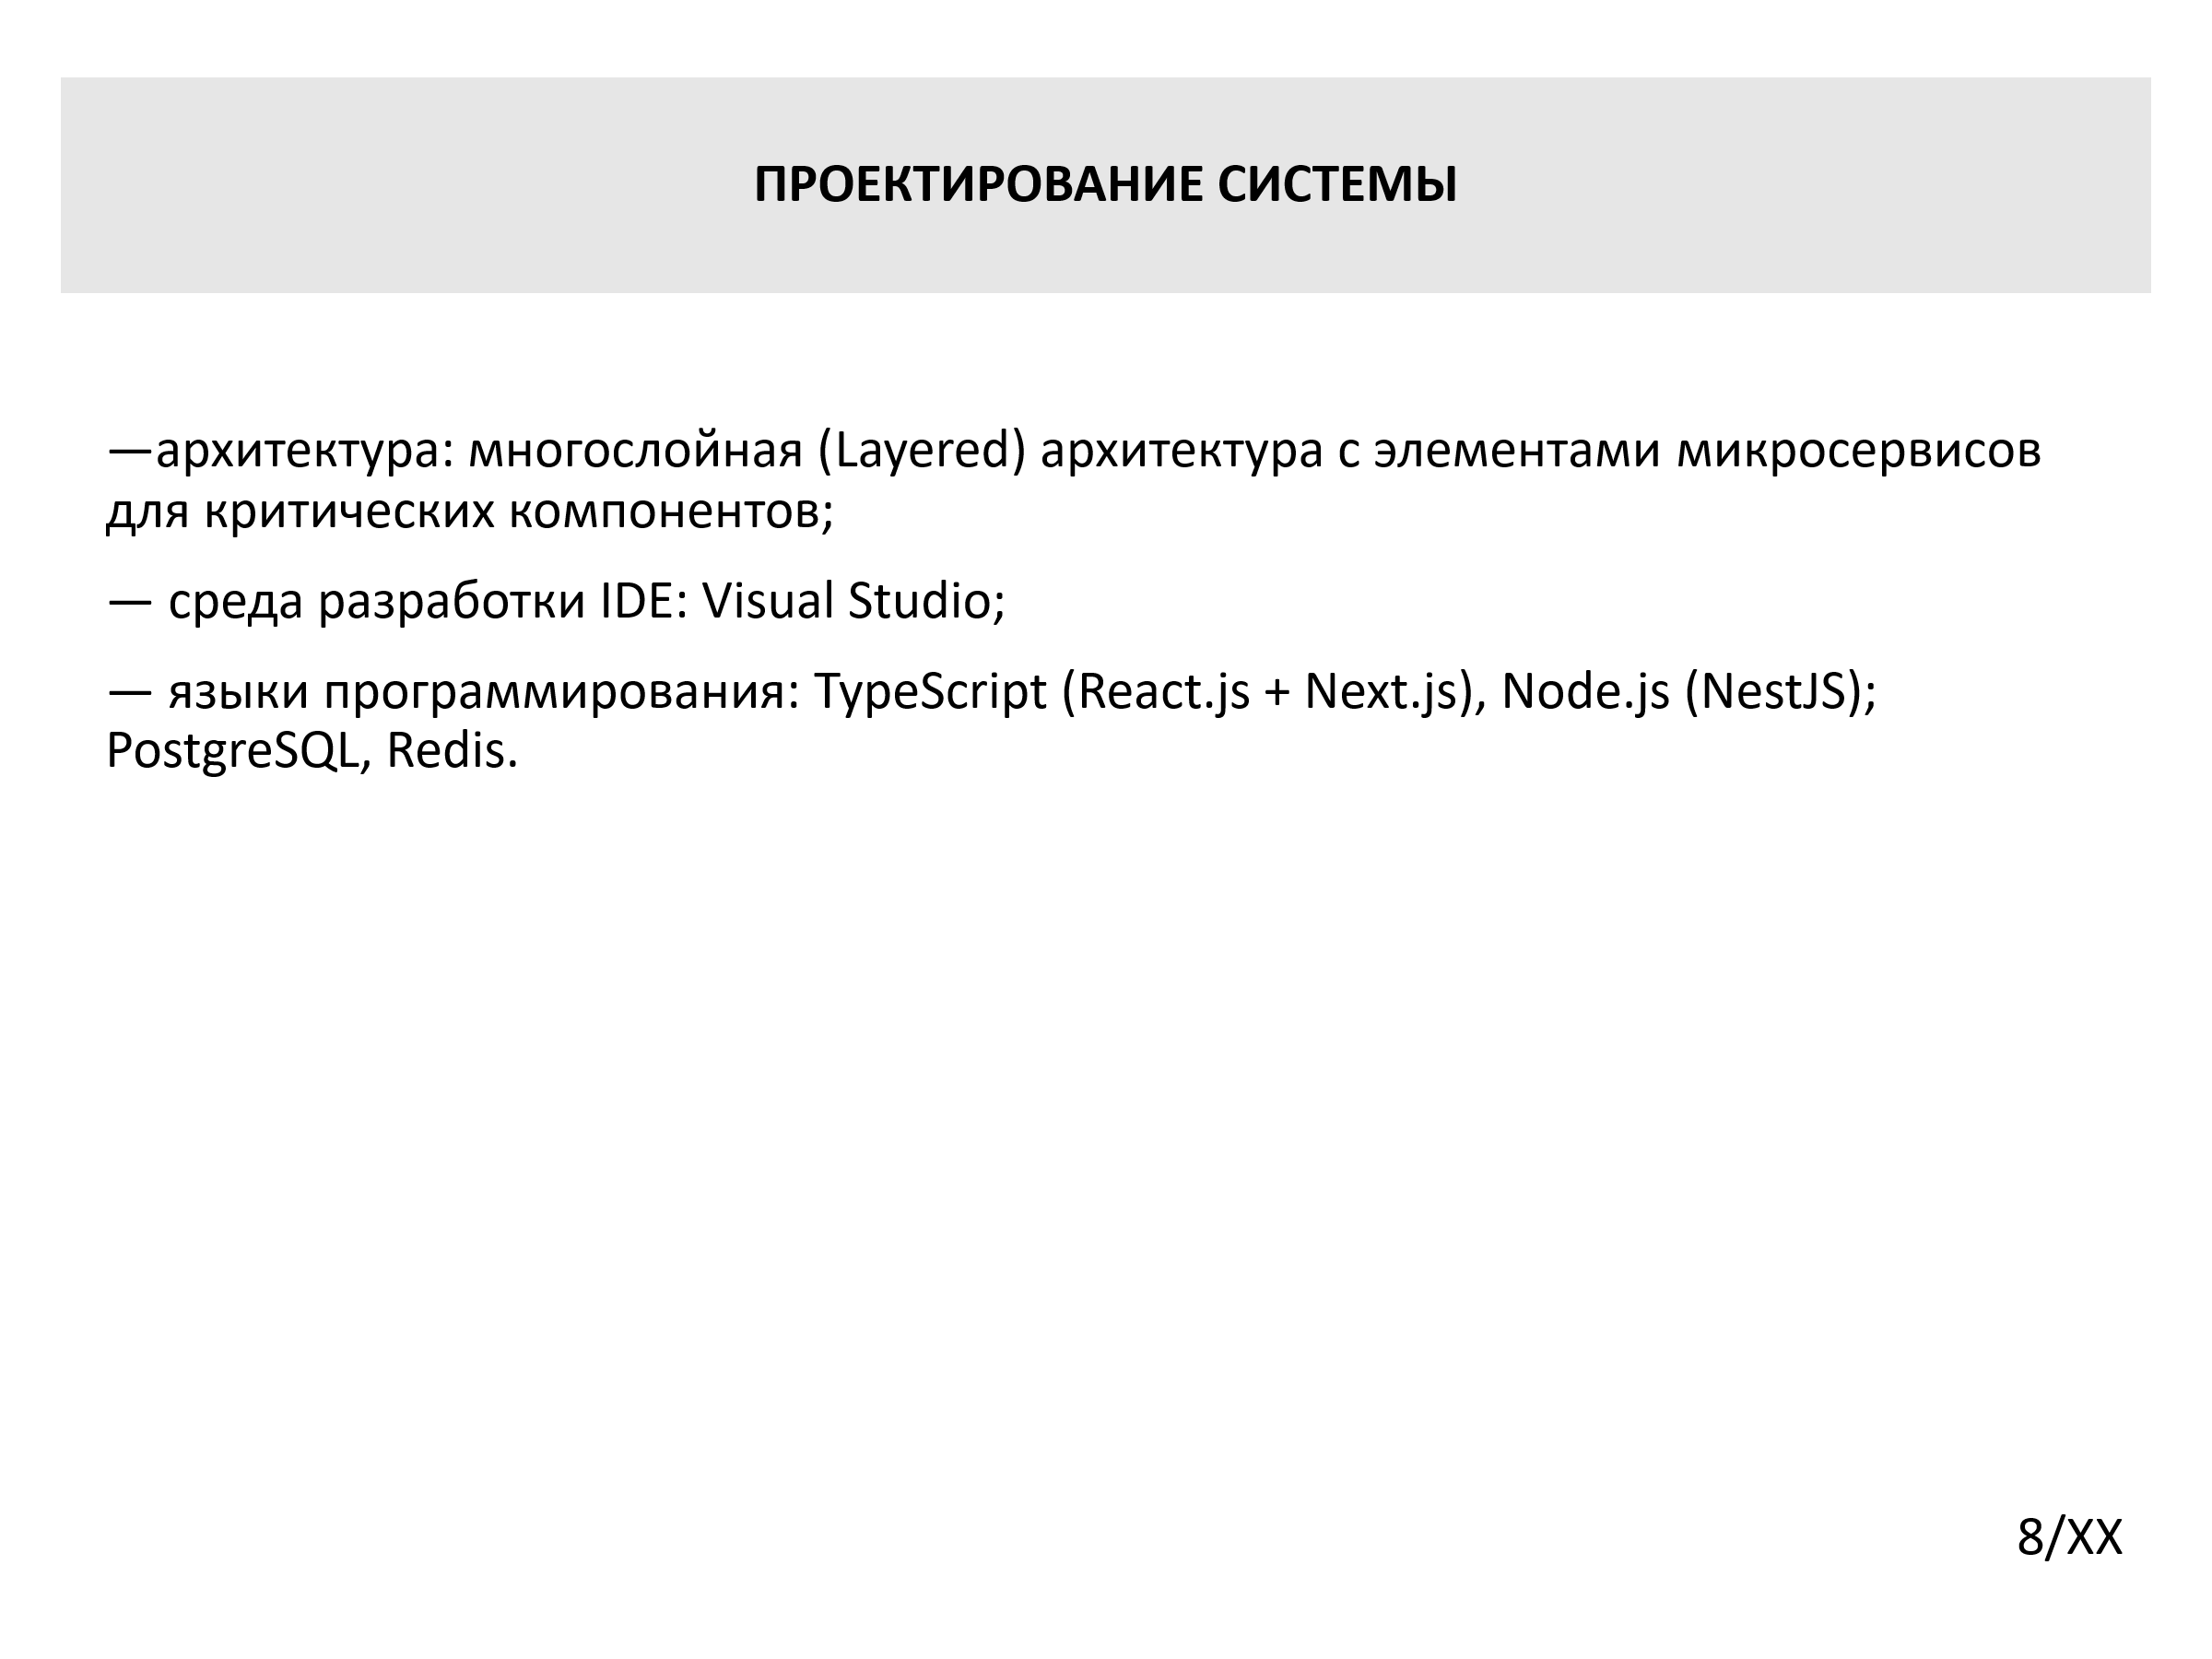 ПРОЕКТИРОВАНИЕ СИСТЕМЫ
—архитектура: многослойная (Layered) архитектура с элементами микросервисов
для критических компонентов;
— среда разработки IDE: Visual Studio;
— языки программирования: TypeScript (React.js + Next.js), Node.js (NestJS);
PostgreSQL, Redis.
8/XX